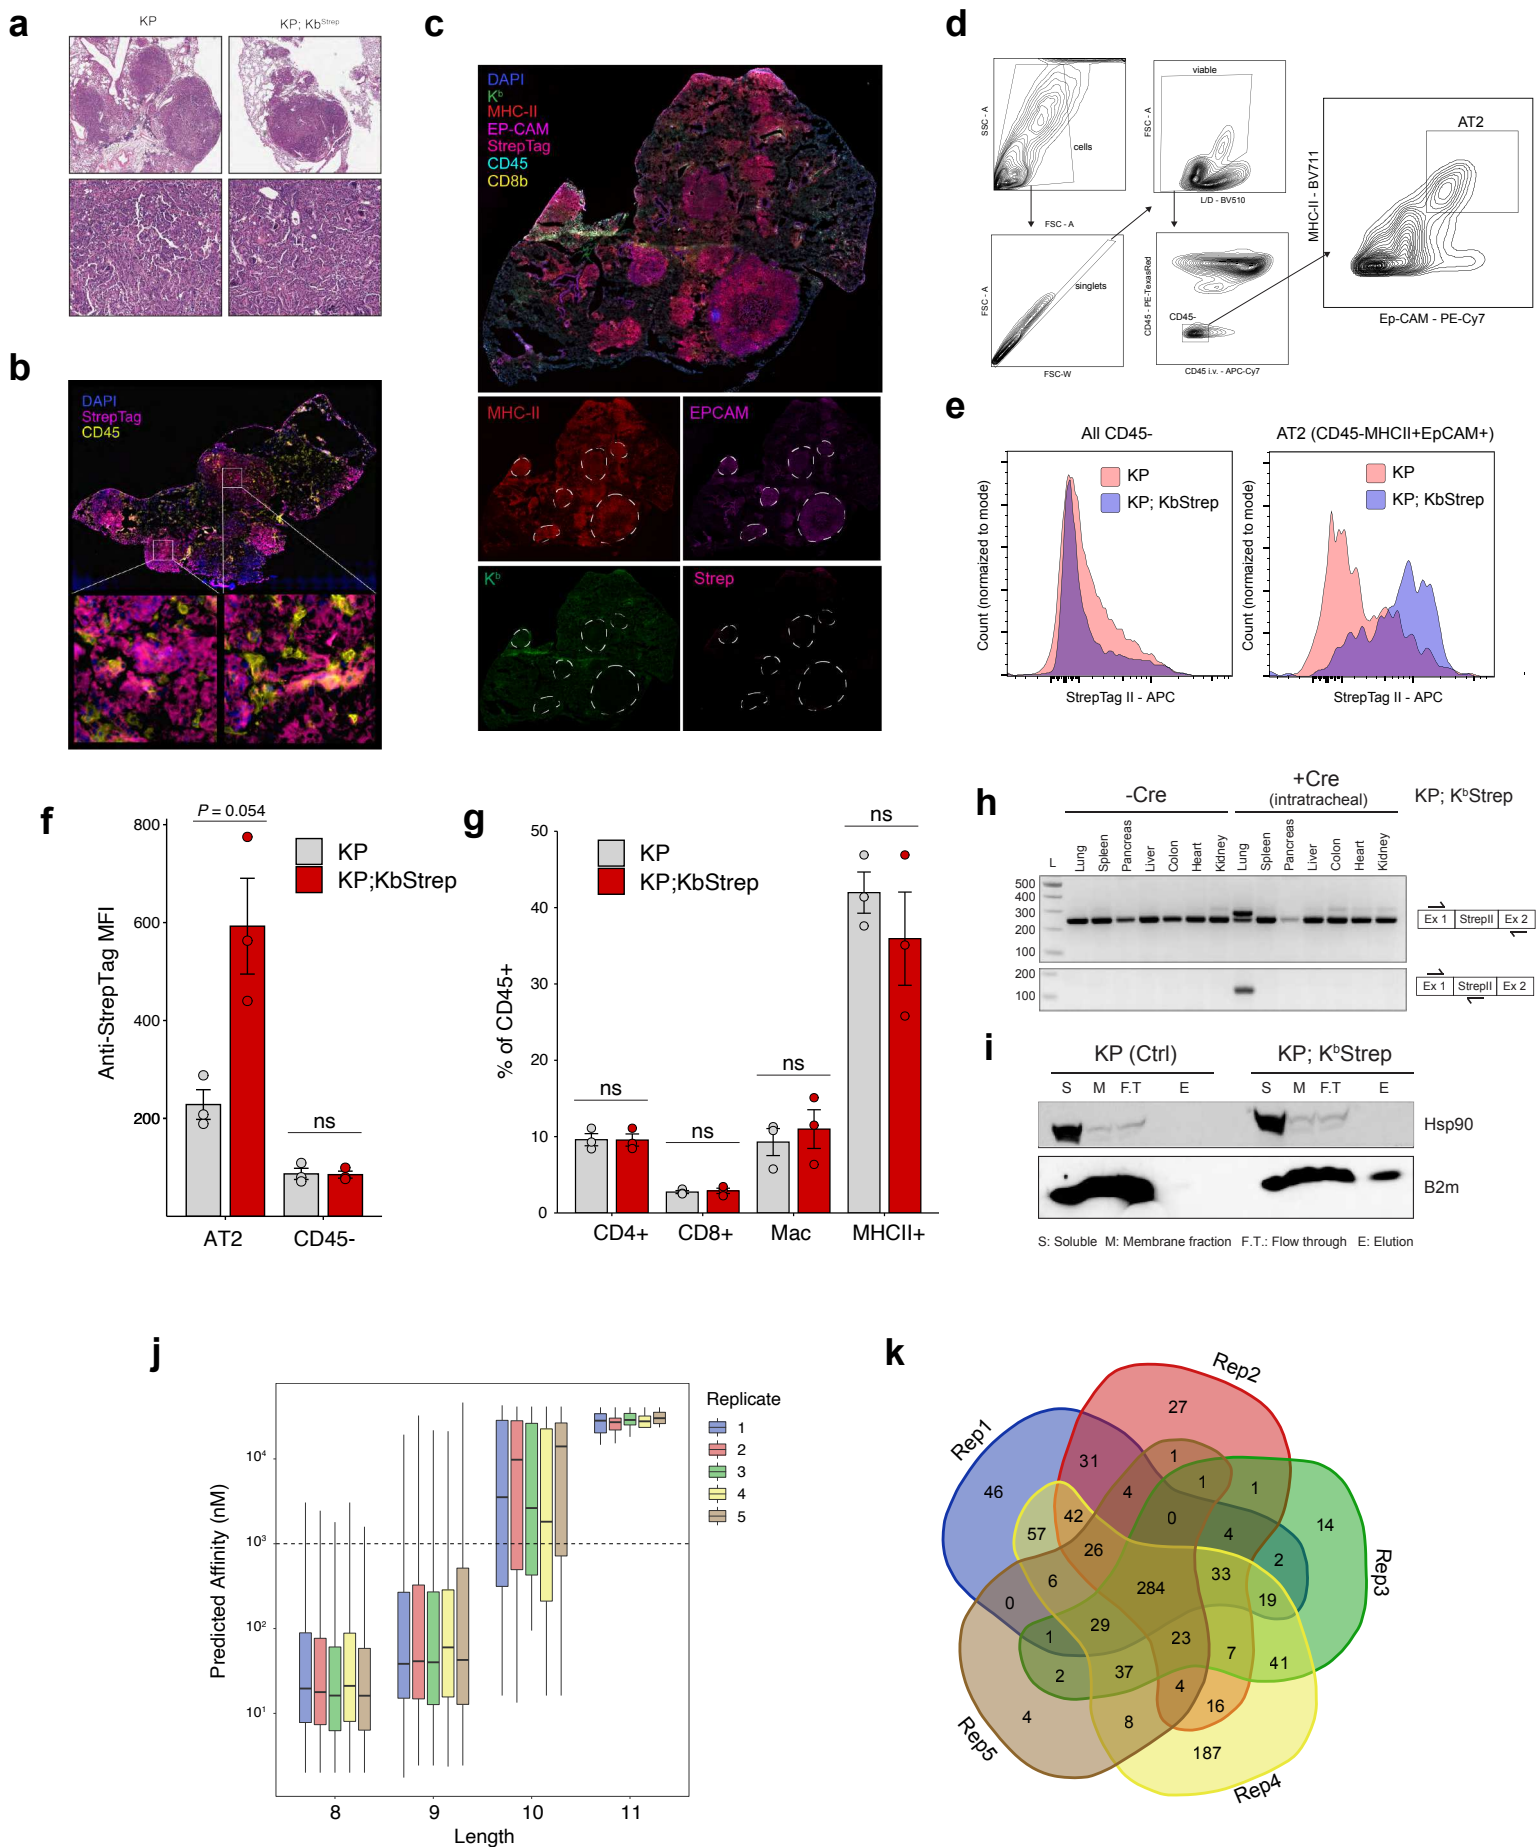 a
KP
KP; Kb^Strep
b
DAPI
StrepTag
CD45
c
DAPI
K^b
MHC-II
EP-CAM
StrepTag
CD45
CD8b
MHC-II
EPCAM
K^b
Strep
d
SSC - A
cells
FSC - A
viable
FSC - A
L/D - BV510
FSC - A
singlets
FSC-W
CD45 - PE-TexasRed
CD45-
CD45 i.v. - APC-Cy7
MHC-II - BV711
AT2
Ep-CAM - PE-Cy7
e
All CD45-
Count (normaized to mode)
KP
KP; KbStrep
StrepTag II - APC
AT2 (CD45-MHCII+EpCAM+)
Count (normaized to mode)
KP
KP; KbStrep
StrepTag II - APC
f
Anti-StrepTag MFI
800
600
400
200
P = 0.054
ns
KP
KP;KbStrep
AT2
CD45-
g
% of CD45+
50
40
30
20
10
0
KP
KP;KbStrep
ns
ns
ns
ns
CD4+
CD8+
Mac
MHCII+
h
-Cre
+Cre
(intratracheal)
KP; K^bStrep
L
Lung
Spleen
Pancreas
Liver
Colon
Heart
Kidney
Lung
Spleen
Pancreas
Liver
Colon
Heart
Kidney
500
400
300
200
100
Ex 1 StrepII Ex 2
200
100
Ex 1 StrepII Ex 2
i
KP (Ctrl)
KP; K^bStrep
S M F.T E
S M F.T E
Hsp90
B2m
S: Soluble M: Membrane fraction F.T.: Flow through E: Elution
j
Predicted Affinity (nM)
10^4
10^3
10^2
10^1
8
9
10
11
Length
Replicate
1
2
3
4
5
k
Rep1
Rep2
Rep3
Rep4
Rep5
27
31
1
46
4
1
1
14
57
42
0
4
2
26
6
284
33
19
0
29
1
23
7
41
2
37
4
16
4
8
187